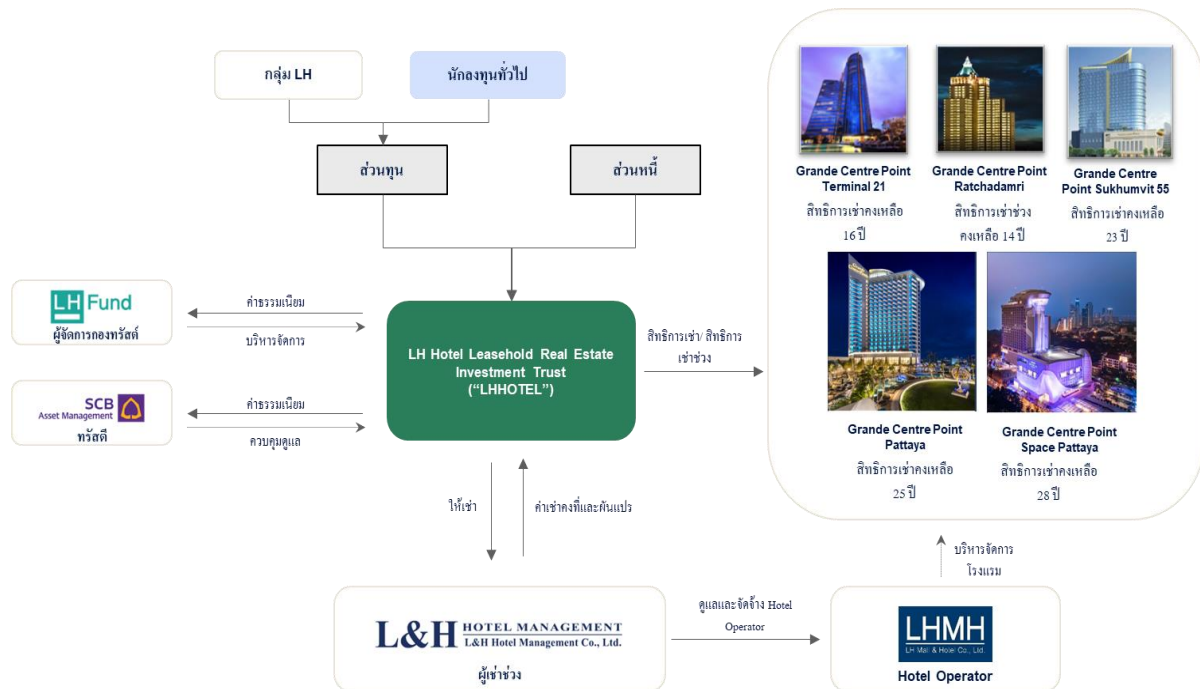 กลุ่ม LH
นักลงทุนทั่วไป
ส่วนทุน
ส่วนหนี้
LH Fund
ผู้จัดการกองทรัสต์
ค่าธรรมเนียม
บริหารจัดการ
SCB
Asset Management
ทรัสตี
ค่าธรรมเนียม
ควบคุมดูแล
LH Hotel Leasehold Real Estate
Investment Trust
(“LHHOTEL”)
สิทธิการเช่า/ สิทธิการ
เช่าช่วง
Grande Centre Point
Terminal 21
สิทธิการเช่าคงเหลือ
16 ปี
Grande Centre Point
Ratchadamri
สิทธิการเช่าช่วง
คงเหลือ 14 ปี
Grande Centre
Point Sukhumvit 55
สิทธิการเช่าคงเหลือ
23 ปี
Grande Centre Point
Pattaya
สิทธิการเช่าคงเหลือ
25 ปี
Grande Centre Point
Space Pattaya
สิทธิการเช่าคงเหลือ
28 ปี
ให้เช่า
ค่าเช่าคงที่และผันแปร
บริหารจัดการ
โรงแรม
L&H HOTEL MANAGEMENT
L&H Hotel Management Co., Ltd.
ผู้เช่าช่วง
ดูแลและจัดจ้าง Hotel
Operator
LHMH
LH Mall & Hotel Co., Ltd.
Hotel Operator